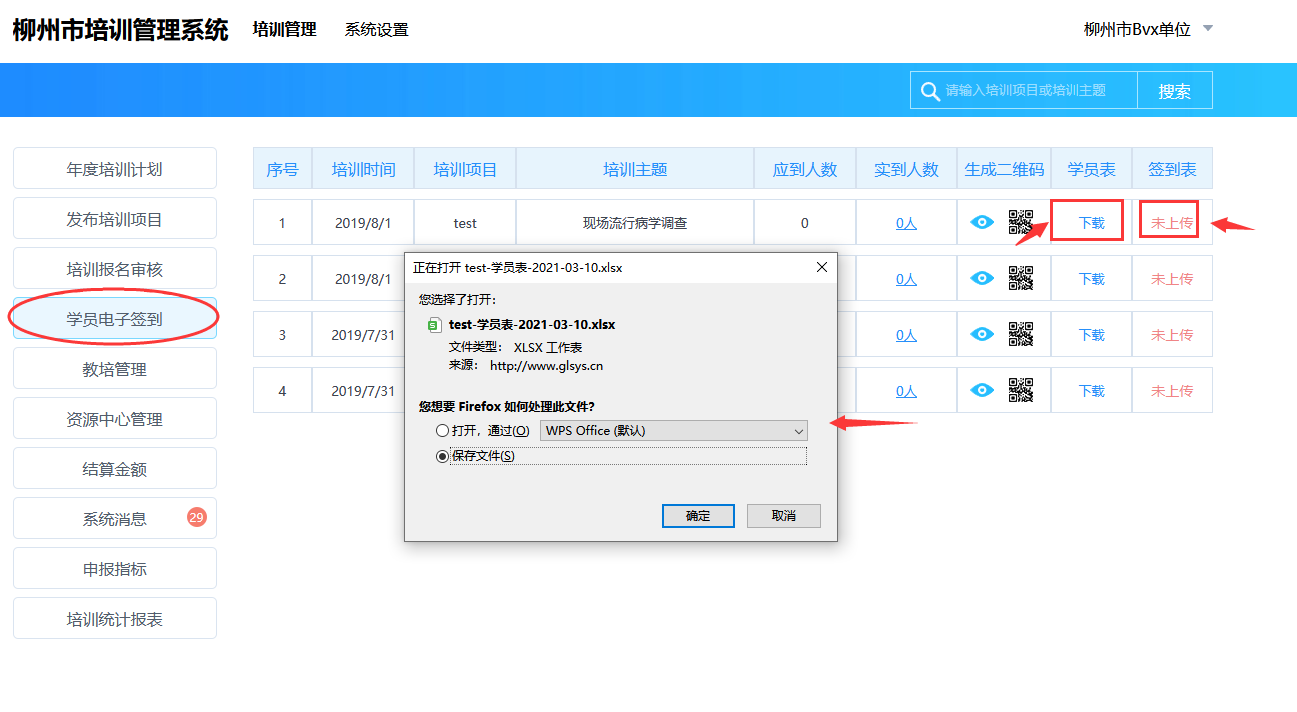 柳州市培训管理系统 培训管理 系统设置 柳州市Bvx单位
请输入培训项目或培训主题 搜索
年度培训计划
发布培训项目
培训报名审核
学员电子签到
教培管理
资源中心管理
结算金额
系统消息 29
申报指标
培训统计报表
序号 培训时间 培训项目 培训主题 应到人数 实到人数 生成二维码 学员表 签到表
1 2019/8/1 test 现场流行病学调查 0 0人 下载 未上传
2 2019/8/1 0人 下载 未上传
3 2019/7/31 0人 下载 未上传
4 2019/7/31 0人 下载 未上传
正在打开 test-学员表-2021-03-10.xlsx
您选择了打开:
test-学员表-2021-03-10.xlsx
文件类型: XLSX 工作表
来源: http://www.glsys.cn
您想要 Firefox 如何处理此文件?
打开，通过(O) WPS Office (默认)
保存文件(S)
确定 取消